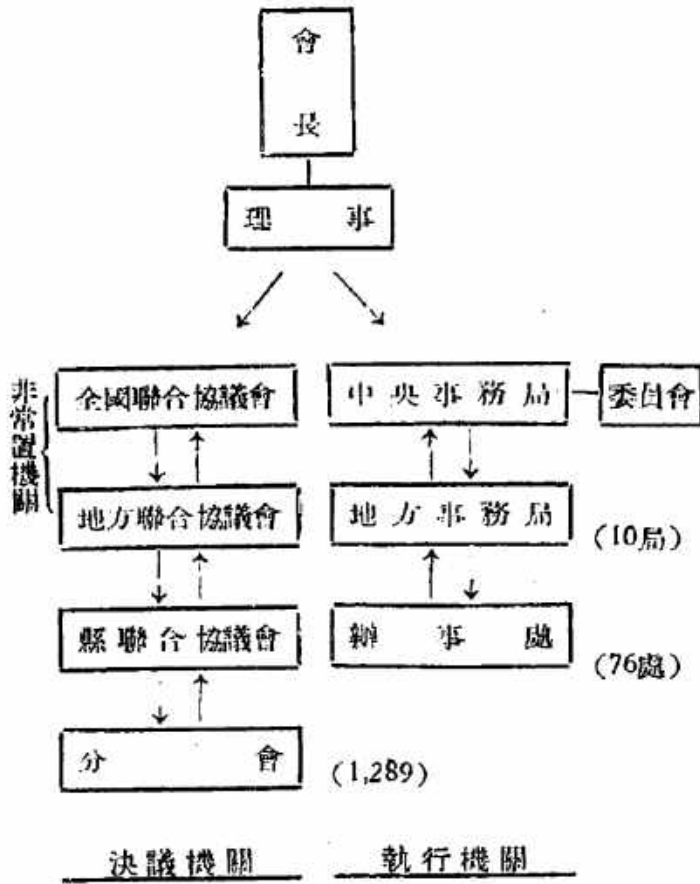 會長
理事
非常置機關
全國聯合協議會
中央事務局
委員會
地方聯合協議會
地方事務局
(10局)
縣聯合協議會
辦事處
(76處)
分會
(1,289)
決議機關
執行機關